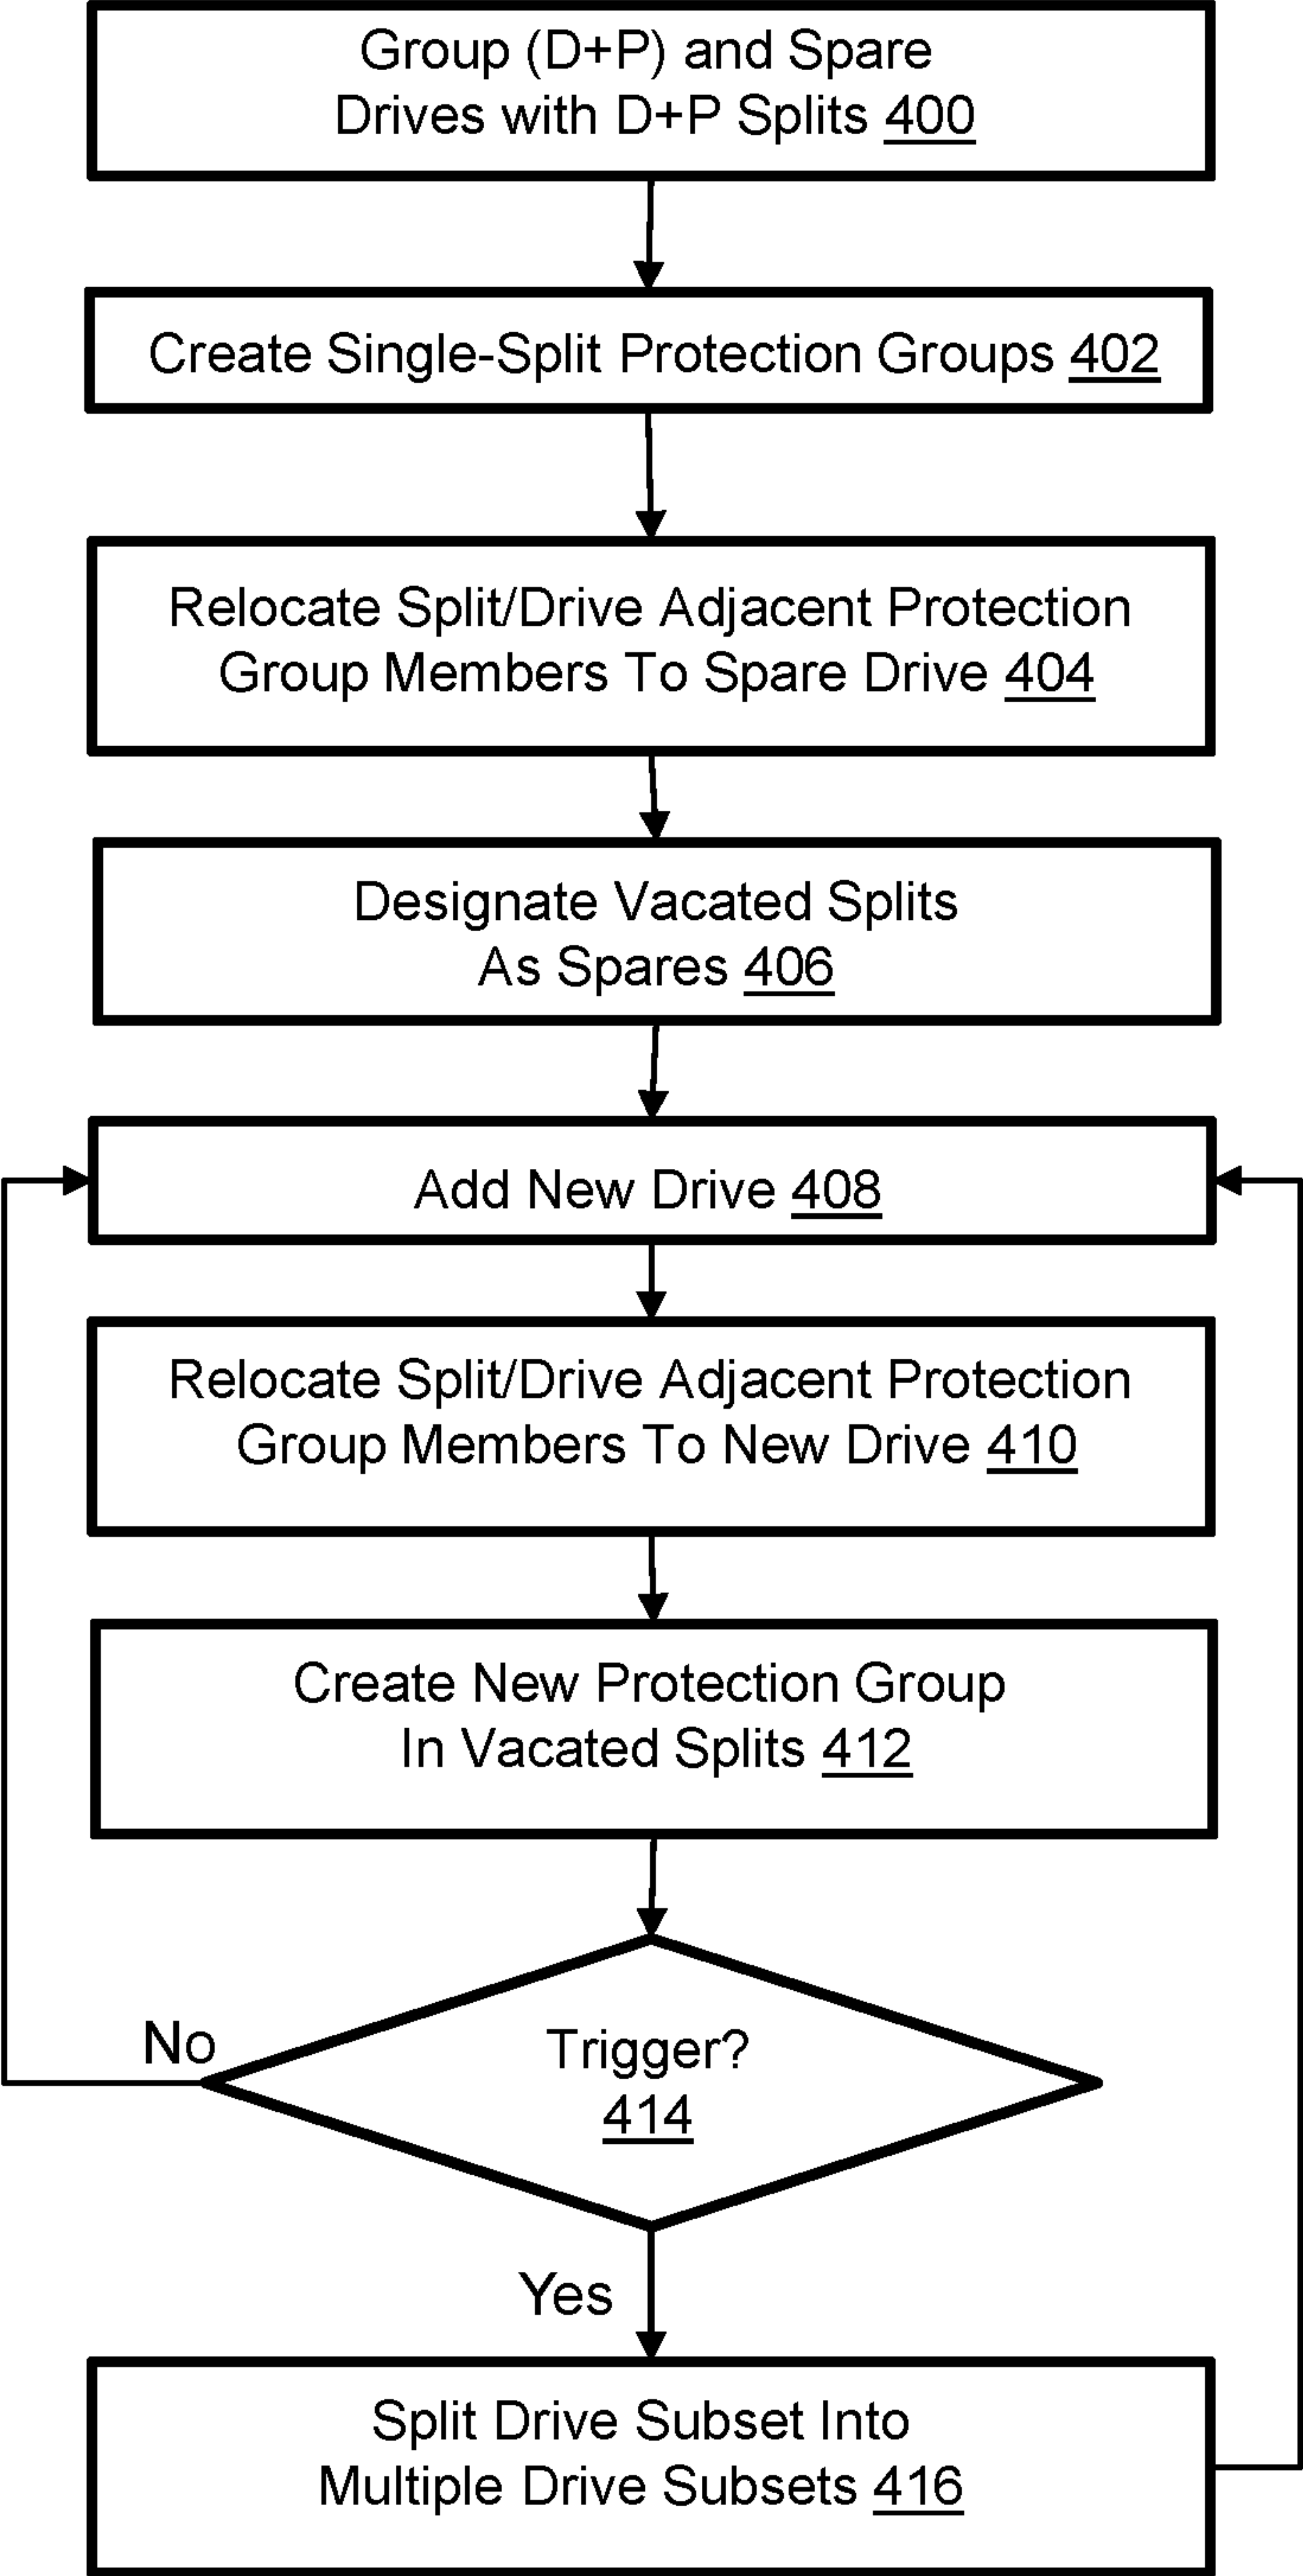 Group (D+P) and Spare
Drives with D+P Splits 400
Create Single-Split Protection Groups 402
Relocate Split/Drive Adjacent Protection
Group Members To Spare Drive 404
Designate Vacated Splits
As Spares 406
Add New Drive 408
Relocate Split/Drive Adjacent Protection
Group Members To New Drive 410
Create New Protection Group
In Vacated Splits 412
No
Trigger?
414
Yes
Split Drive Subset Into
Multiple Drive Subsets 416